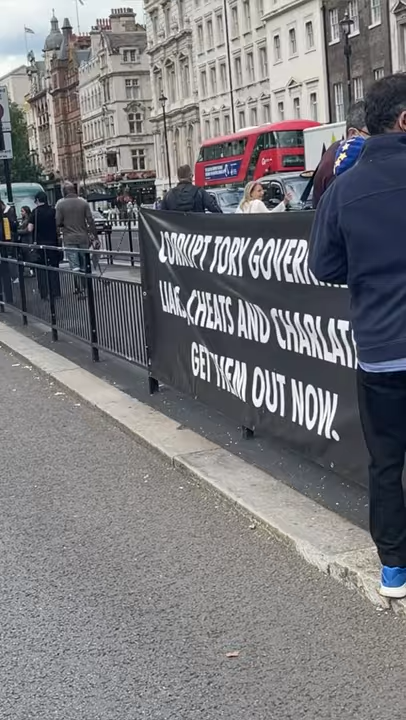 CORRUPT TORY GOVERN
LIARS, CHEATS AND CHARLAT
GET THEM OUT NOW.